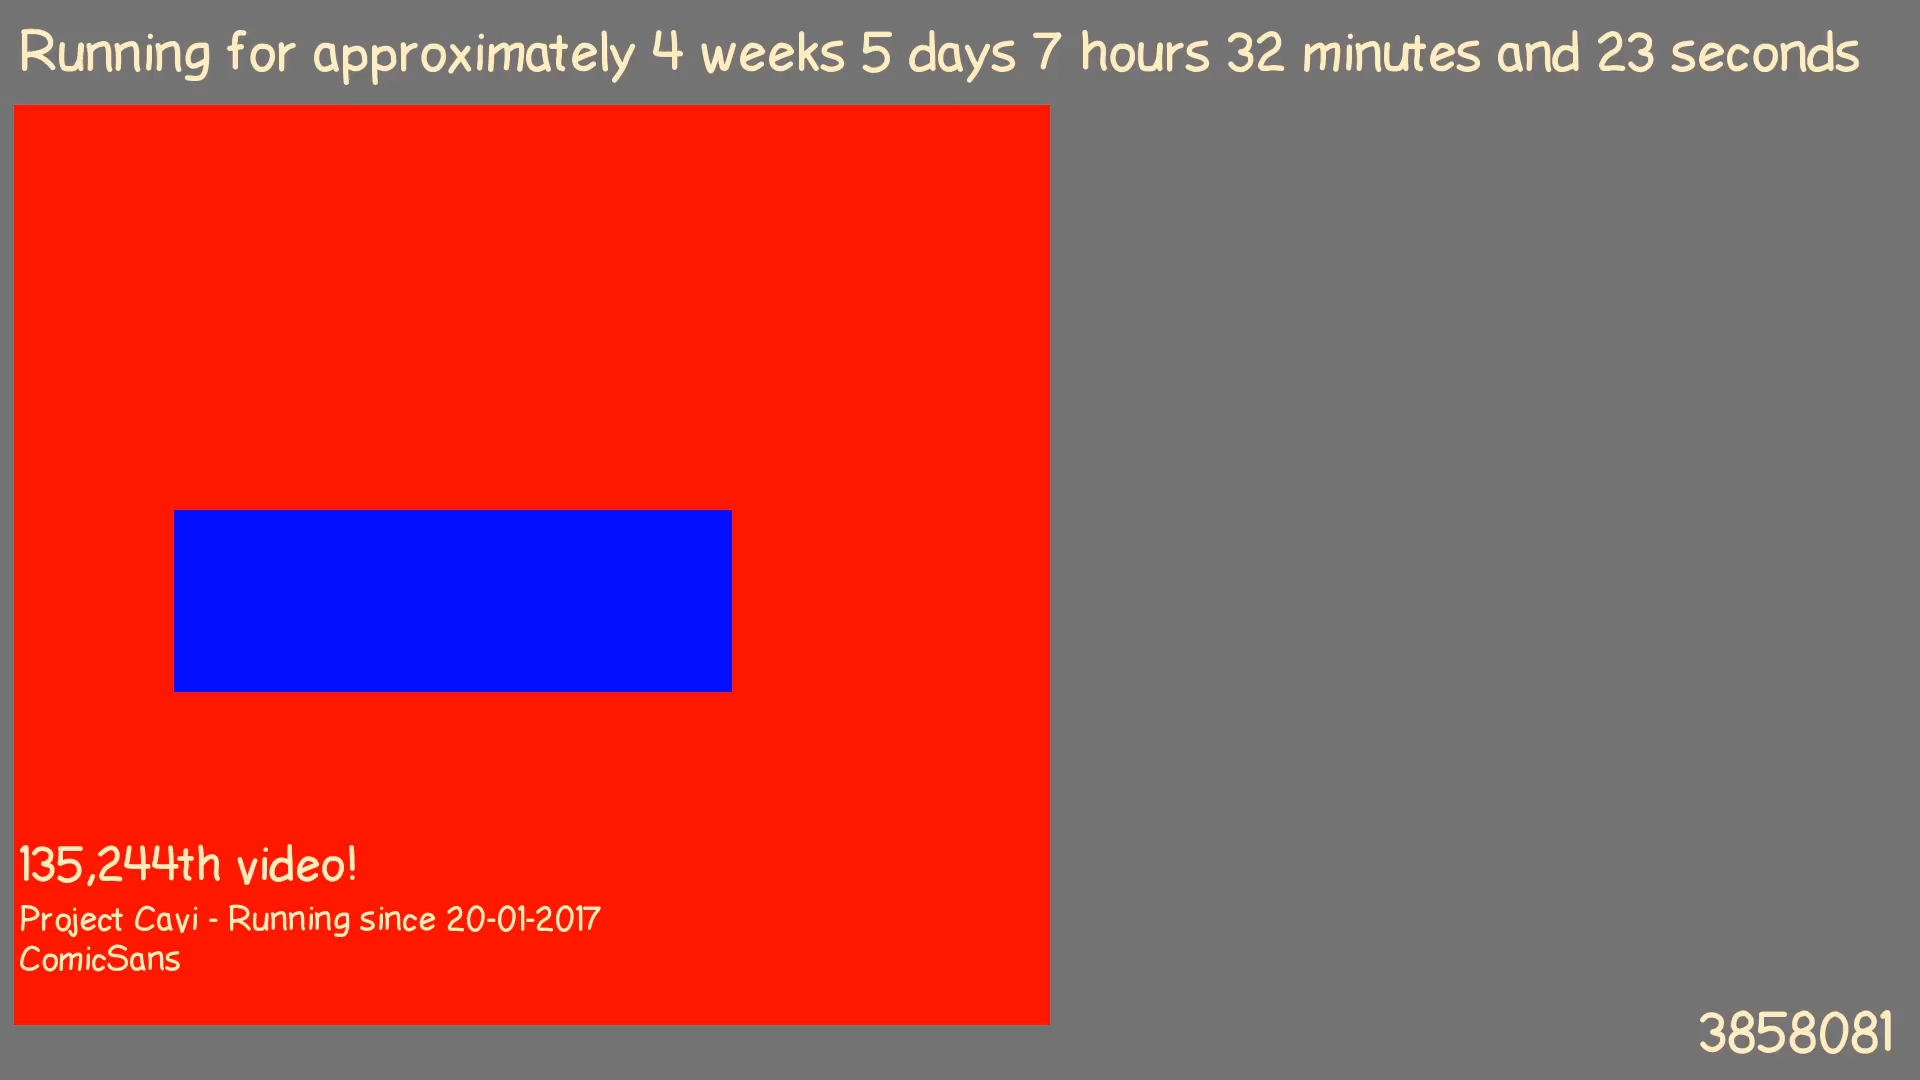 Running for approximately 4 weeks 5 days 7 hours 32 minutes and 23 seconds
135,244th video!
Project Cavi - Running since 20-01-2017
ComicSans
3858081